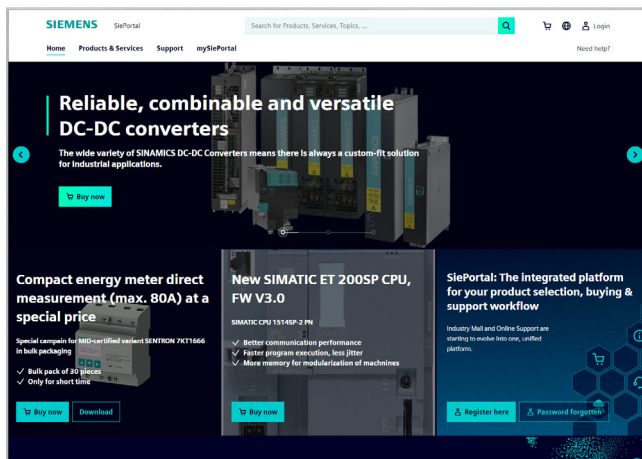 SIEMENS SiePortal Search for Products, Services, Topics, ... Login
Home Products & Services Support mySiePortal Need help?
Reliable, combinable and versatile
DC-DC converters
The wide variety of SINAMICS DC-DC Converters means there is always a custom-fit solution
for industrial applications.
Buy now
Compact energy meter direct
measurement (max. 80A) at a
special price
Special campain for MID-certified variant SENTRON 7KT1666
in bulk packaging
Bulk pack of 30 pieces
Only for short time
Buy now Download
New SIMATIC ET 200SP CPU,
FW V3.0
SIMATIC CPU 1514SP-2 PN
Better communication performance
Faster program execution, less jitter
More memory for modularization of machnines
Buy now
SiePortal: The integrated platform
for your product selection, buying &
support workflow
Industry Mall and Online Support are
starting to evolve into one, unified
platform.
Register here Password forgotten